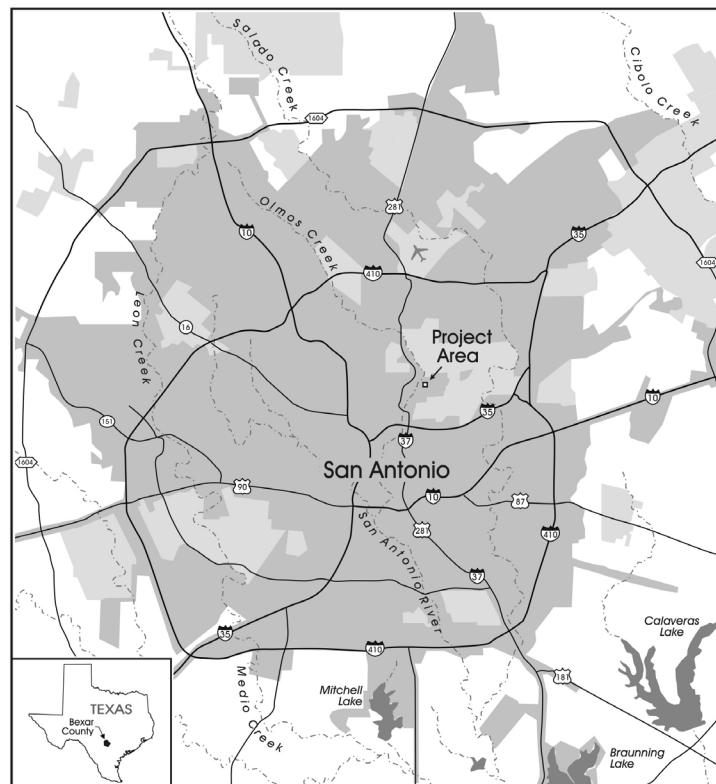 Salado Creek
Cibolo Creek
1604
Olmos Creek
281
10
35
410
1604
Leon Creek
16
Project
Area
10
151
35
37
1604
San Antonio
90
10
87
281
410
San Antonio River
37
Calaveras
Lake
35
410
Medio Creek
181
Mitchell
Lake
TEXAS
Bexar
County
Braunning
Lake